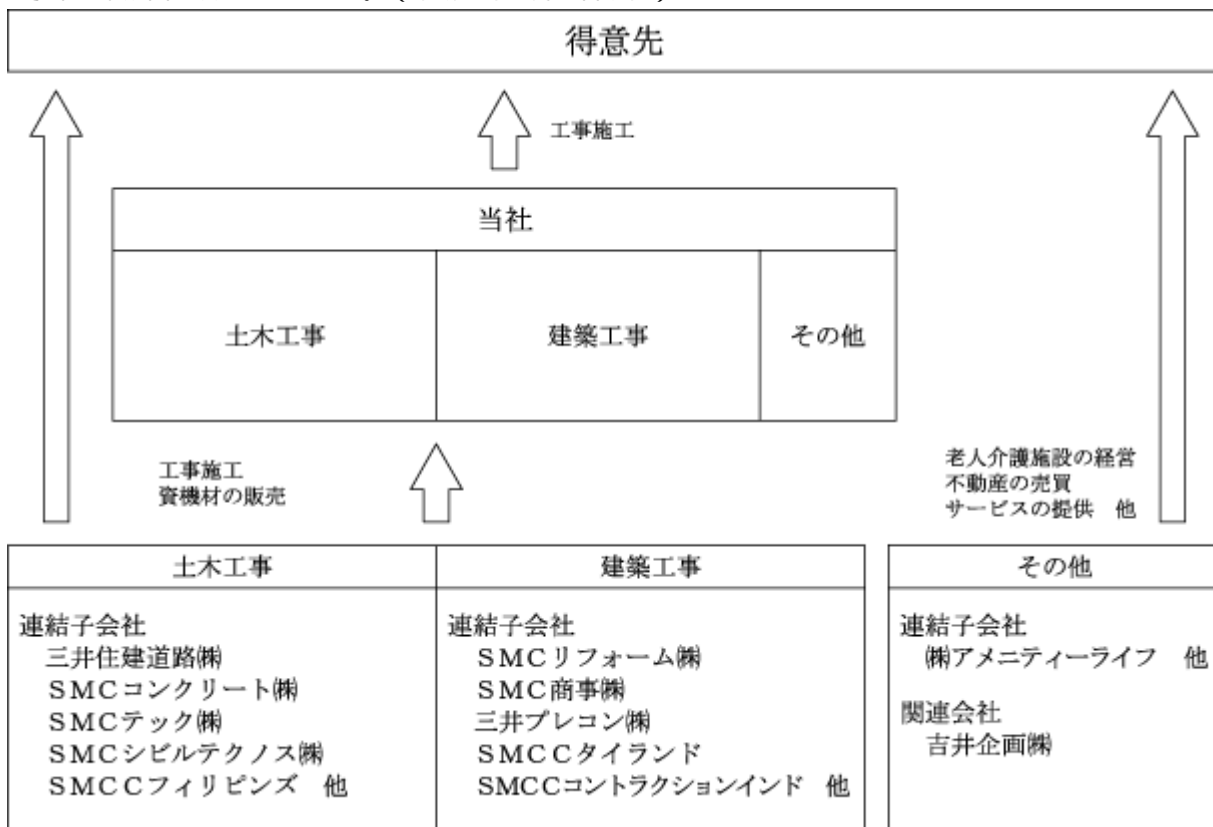 得意先
工事施工
当社
土木工事
建築工事
その他
工事施工
資機材の販売
老人介護施設の経営
不動産の売買
サービスの提供　他
土木工事
連結子会社
三井住建道路㈱
ＳＭＣコンクリート㈱
ＳＭＣテック㈱
ＳＭＣシビルテクノス㈱
ＳＭＣＣフィリピンズ　他
建築工事
連結子会社
ＳＭＣリフォーム㈱
ＳＭＣ商事㈱
三井プレコン㈱
ＳＭＣＣタイランド
SMCCコントラクションインド　他
その他
連結子会社
㈱アメニティーライフ　他
関連会社
吉井企画㈱